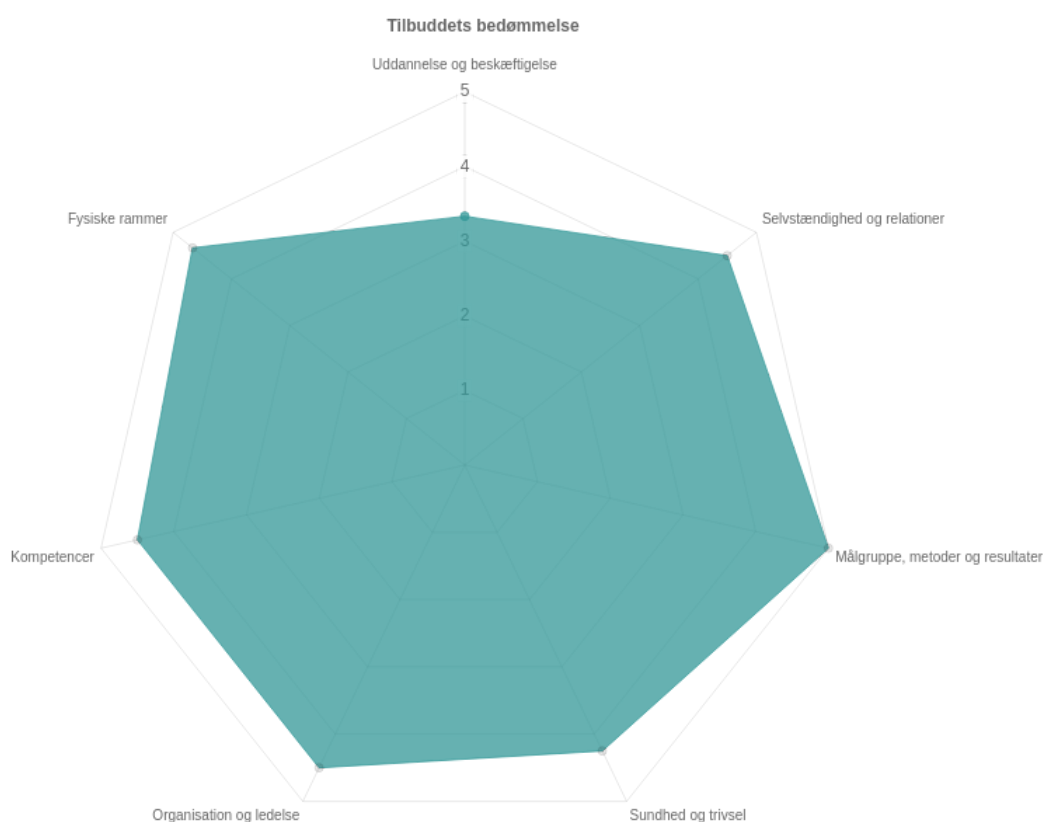 Tilbuddets bedømmelse
Uddannelse og beskæftigelse
5
4
Fysiske rammer
Selvstændighed og relationer
3
2
1
Kompetencer
Målgruppe, metoder og resultater
Organisation og ledelse
Sundhed og trivsel